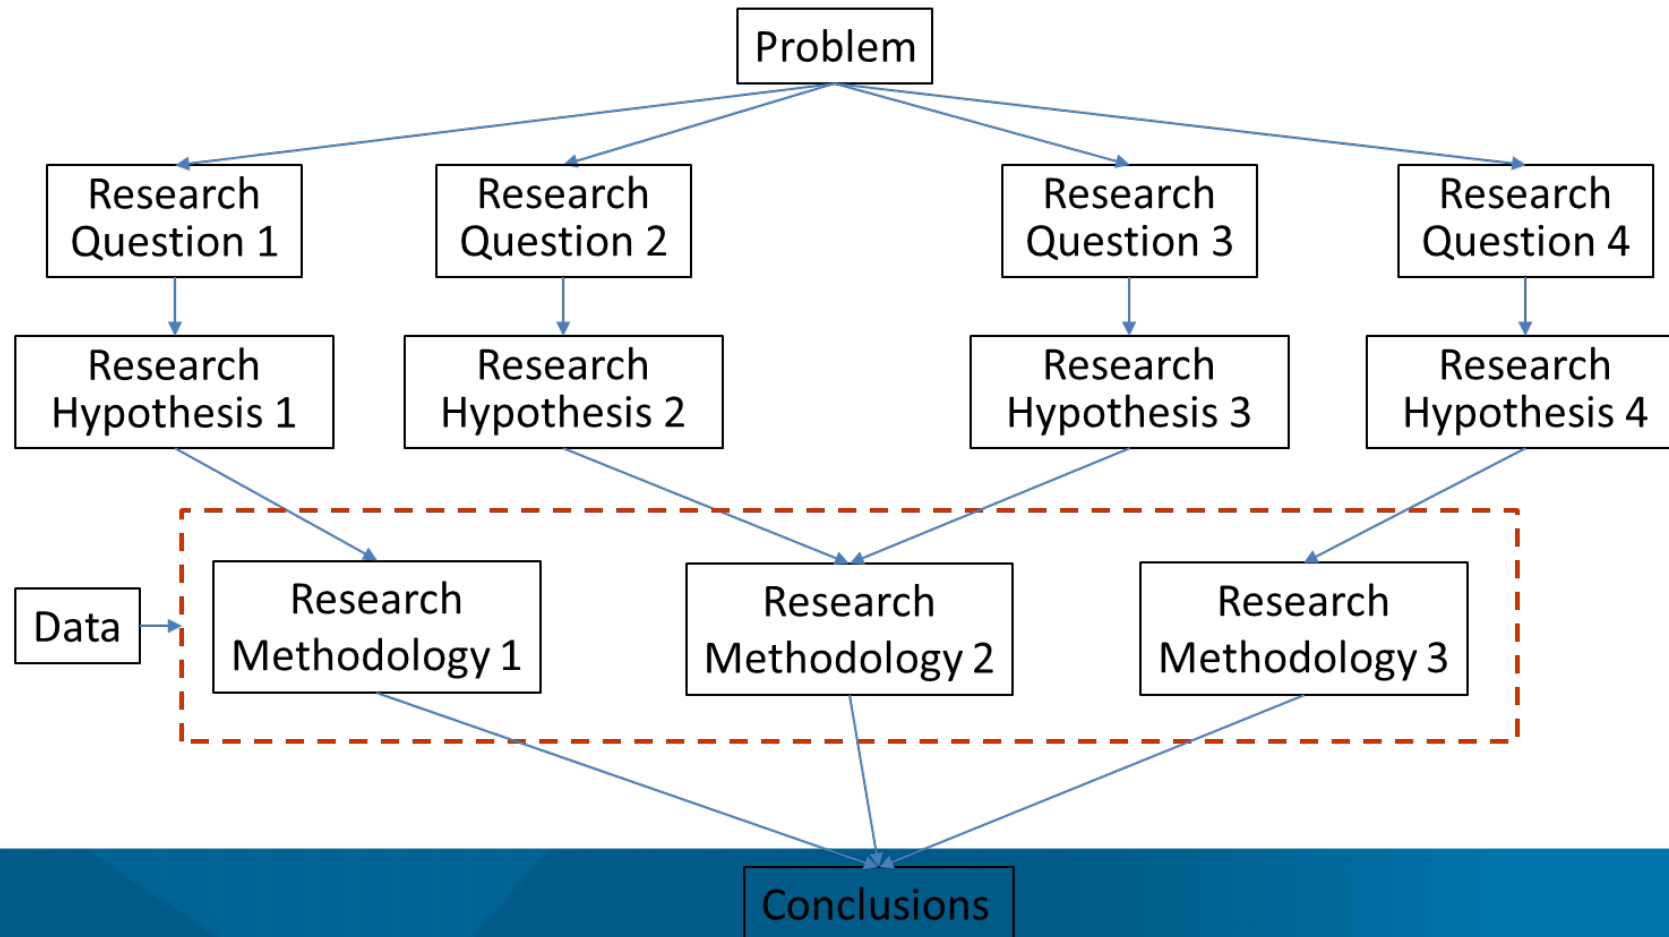 Problem
Research
Question 1
Research
Question 2
Research
Question 3
Research
Question 4
Research
Hypothesis 1
Research
Hypothesis 2
Research
Hypothesis 3
Research
Hypothesis 4
Data
Research
Methodology 1
Research
Methodology 2
Research
Methodology 3
Conclusions